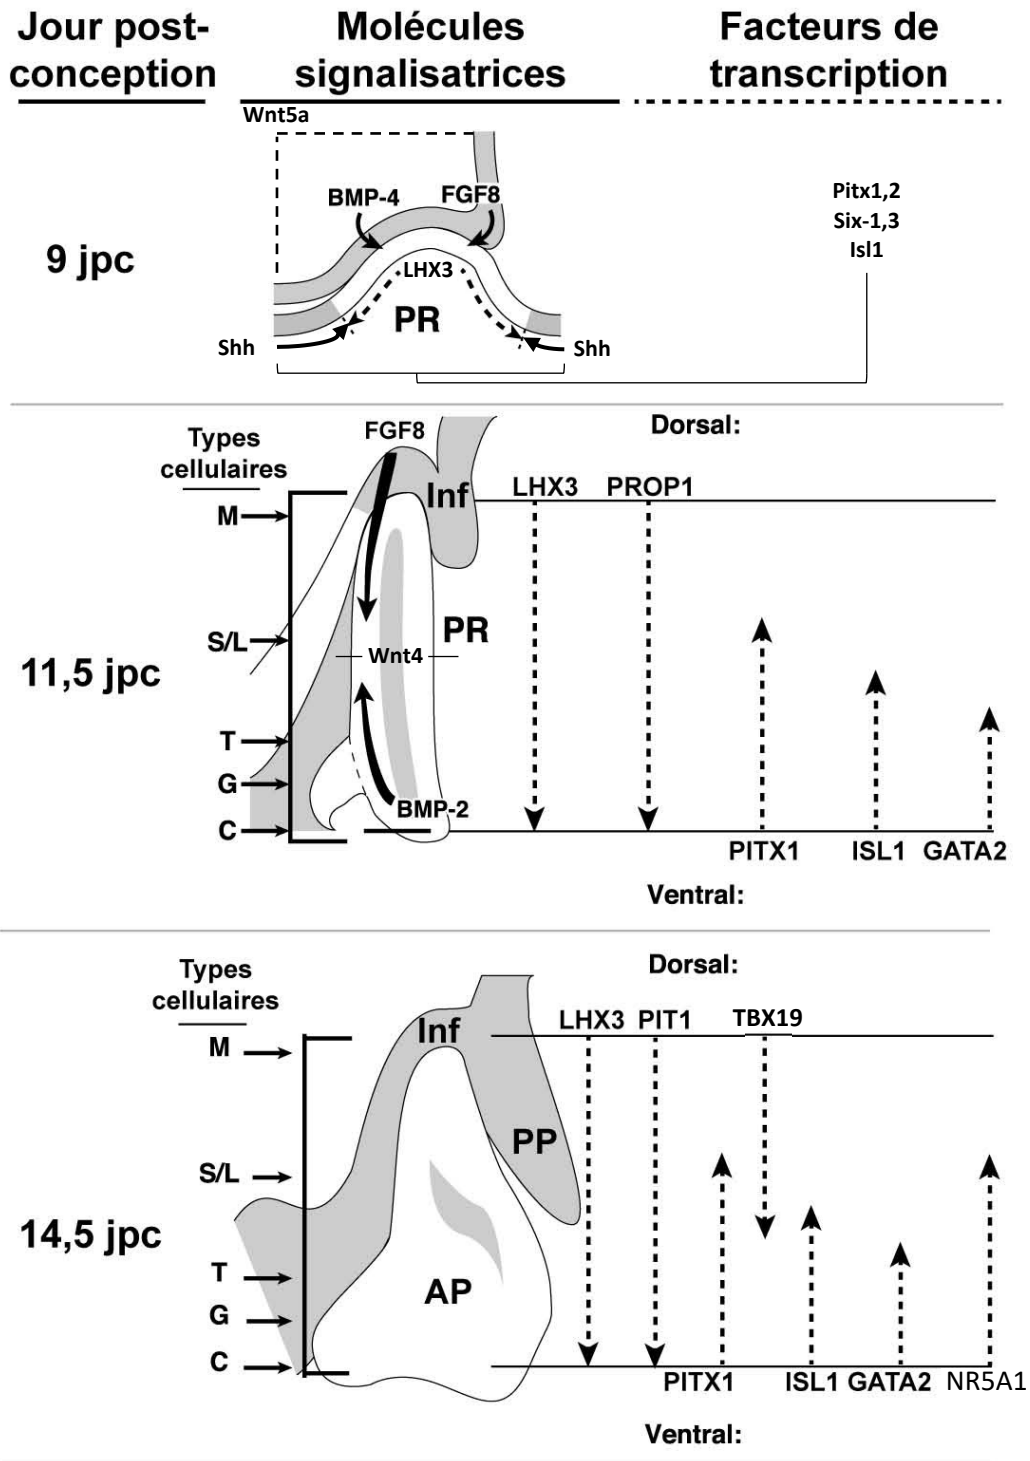 Jour post-
conception
Molécules
signalisatrices
Facteurs de
transcription
Wnt5a
BMP-4
FGF8
Pitx1,2
Six-1,3
Isl1
9 jpc
LHX3
PR
Shh
Shh
Types
cellulaires
FGF8
Dorsal:
Inf
LHX3
PROP1
M
S/L
PR
Wnt4
11,5 jpc
T
G
C
BMP-2
PITX1
ISL1
GATA2
Ventral:
Types
cellulaires
Dorsal:
Inf
LHX3
PIT1
TBX19
M
PP
S/L
14,5 jpc
T
AP
G
C
PITX1
ISL1
GATA2
NR5A1
Ventral: